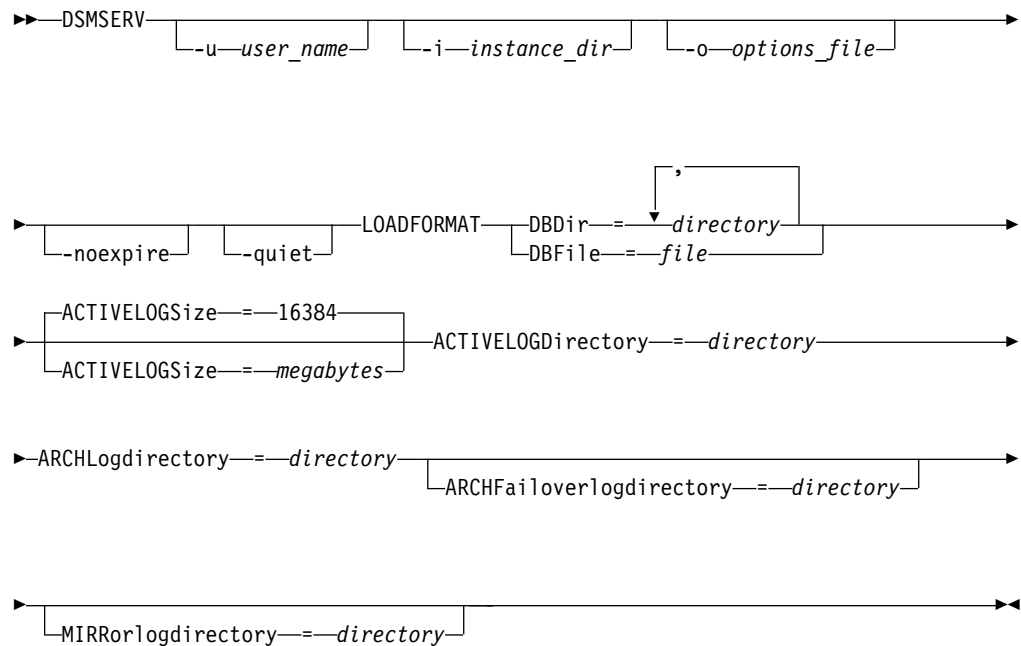 DSMSERV
-u user_name -i instance_dir -o options_file
,
LOADFORMAT DBDir = directory
-noexpire -quiet DBFile = file
ACTIVELOGSize = 16384
ACTIVELOGDirectory = directory
ACTIVELOGSize = megabytes
ARCHLogdirectory = directory
ARCHFailoverlogdirectory = directory
MIRRorlogdirectory = directory